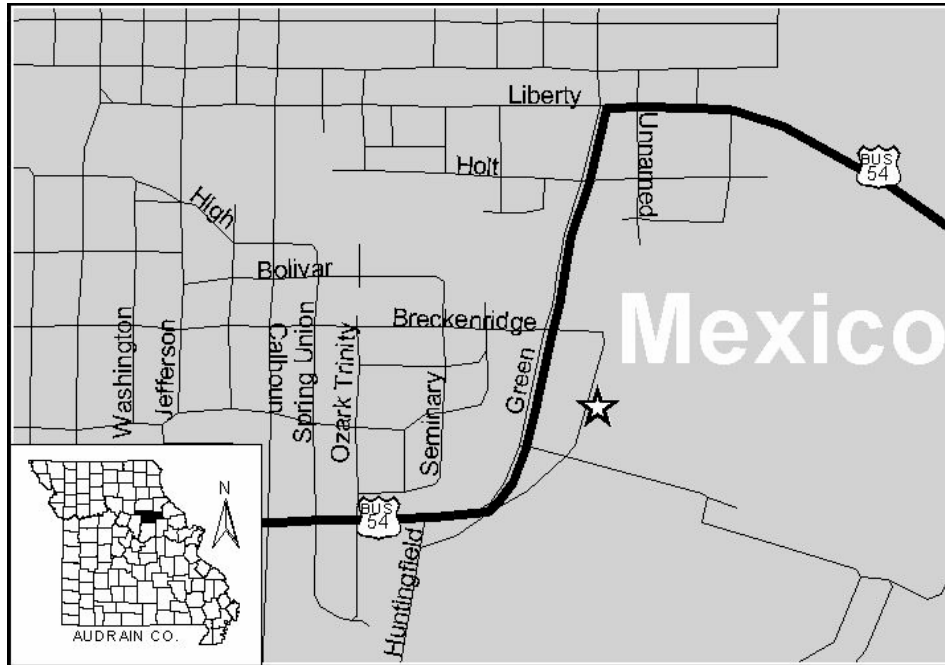 Liberty
Unnamed
BUS
54
Holt
High
Bolivar
Breckenridge
Mexico
Washington
Jefferson
Calhoun
Spring Union
Ozark Trinity
Seminary
Green
BUS
54
Huntingfield
N
AUDRAIN CO.